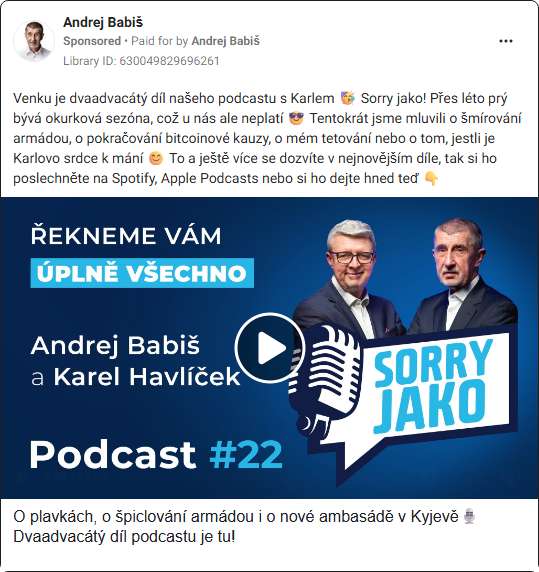 Andrej Babiš
Sponsored • Paid for by Andrej Babiš
Library ID: 630049829696261
Venku je dvaadvacátý díl našeho podcastu s Karlem 🥳 Sorry jako! Přes léto prý
bývá okurková sezóna, což u nás ale neplatí 😎 Tentokrát jsme mluvili o šmírování
armádou, o pokračování bitcoinové kauzy, o mém tetování nebo o tom, jestli je
Karlovo srdce k mání 😊 To a ještě více se dozvíte v nejnovějším díle, tak si ho
poslechněte na Spotify, Apple Podcasts nebo si ho dejte hned teď 👇
ŘEKNEME VÁM
ÚPLNĚ VŠECHNO
Andrej Babiš
a Karel Havlíček
SORRY
JAKO
Podcast #22
O plavkách, o špiclování armádou i o nové ambasádě v Kyjevě🎙️
Dvaadvacátý díl podcastu je tu!